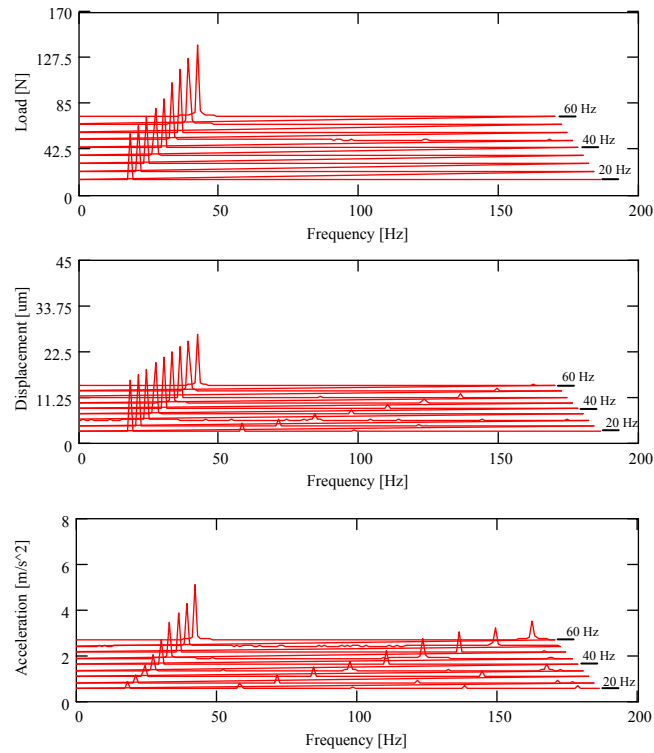 170
127.5
85
42.5
0
Load [N]
60 Hz
40 Hz
20 Hz
0
50
100
150
200
Frequency [Hz]
45
33.75
22.5
11.25
0
Displacement [um]
60 Hz
40 Hz
20 Hz
0
50
100
150
200
Frequency [Hz]
8
6
4
2
0
Acceleration [m/s^2]
60 Hz
40 Hz
20 Hz
0
50
100
150
200
Frequency [Hz]